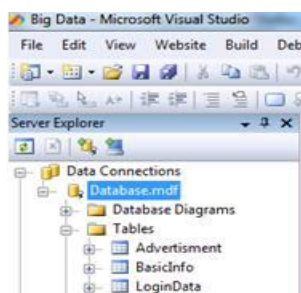 Big Data - Microsoft Visual Studio
File Edit View Website Build Deb
Server Explorer
Data Connections
Database.mdf
Database Diagrams
Tables
Advertisment
BasicInfo
LoginData